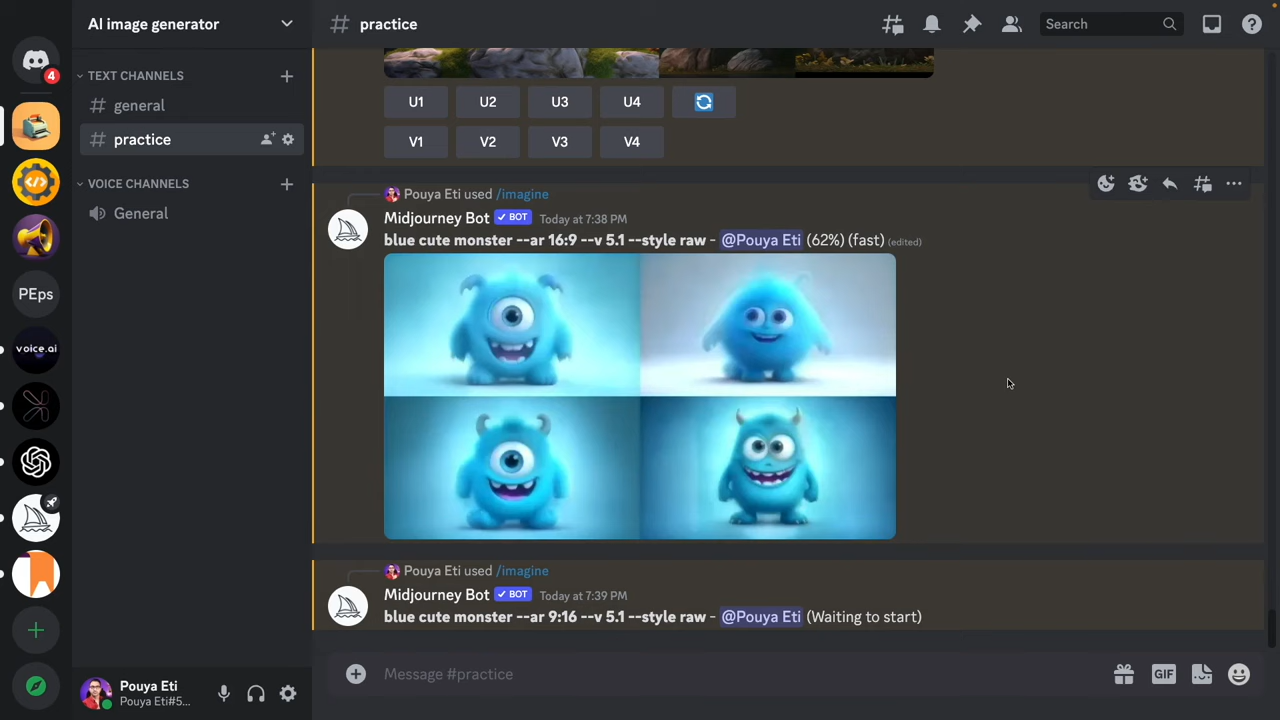 AI image generator
practice
Search
4
TEXT CHANNELS
general
practice
VOICE CHANNELS
General
PEps
voice.ai
U1 U2 U3 U4
V1 V2 V3 V4
Pouya Eti used /imagine
Midjourney Bot BOT Today at 7:38 PM
blue cute monster --ar 16:9 --v 5.1 --style raw - @Pouya Eti (62%) (fast) (edited)
Pouya Eti used /imagine
Midjourney Bot BOT Today at 7:39 PM
blue cute monster --ar 9:16 --v 5.1 --style raw - @Pouya Eti (Waiting to start)
Message #practice
GIF
Pouya Eti
Pouya Eti#5...